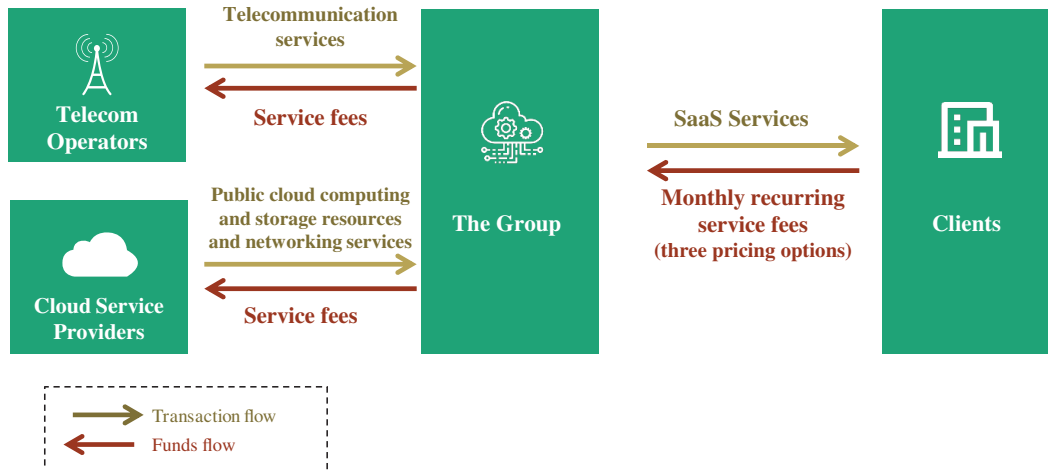 Telecommunication
services
Service fees
Telecom
Operators
Public cloud computing
and storage resources
and networking services
Service fees
Cloud Service
Providers
The Group
SaaS Services
Monthly recurring
service fees
(three pricing options)
Clients
Transaction flow
Funds flow